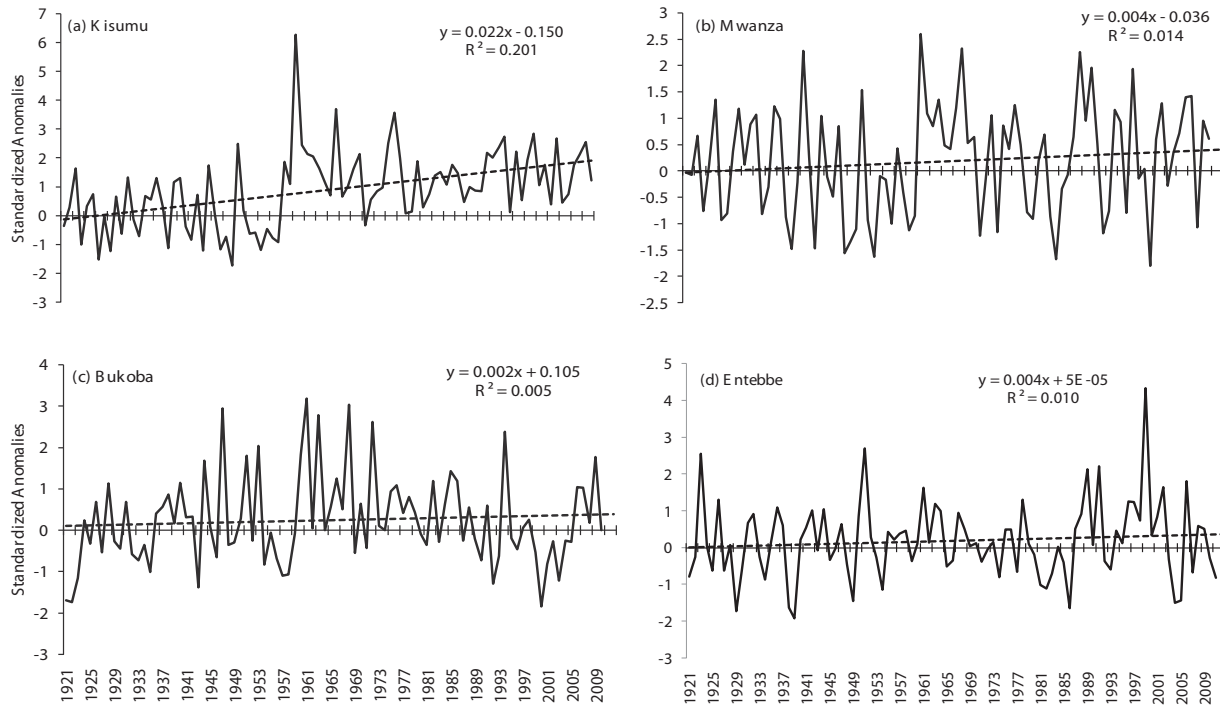 (a) Kisumu
y = 0.022x - 0.150
R² = 0.201
Standardized Anomalies
7
6
5
4
3
2
1
0
-1
-2
-3
(b) Mwanza
y = 0.004x - 0.036
R² = 0.014
3
2.5
2
1.5
1
0.5
0
-0.5
-1
-1.5
-2
-2.5
(c) Bukoba
y = 0.002x + 0.105
R² = 0.005
Standardized Anomalies
4
3
2
1
0
-1
-2
-3
1921 1925 1929 1933 1937 1941 1945 1949 1953 1957 1961 1965 1969 1973 1977 1981 1985 1989 1993 1997 2001 2005 2009
(d) Entebbe
y = 0.004x + 5E-05
R² = 0.010
5
4
3
2
1
0
-1
-2
-3
1921 1925 1929 1933 1937 1941 1945 1949 1953 1957 1961 1965 1969 1973 1977 1981 1985 1989 1993 1997 2001 2005 2009